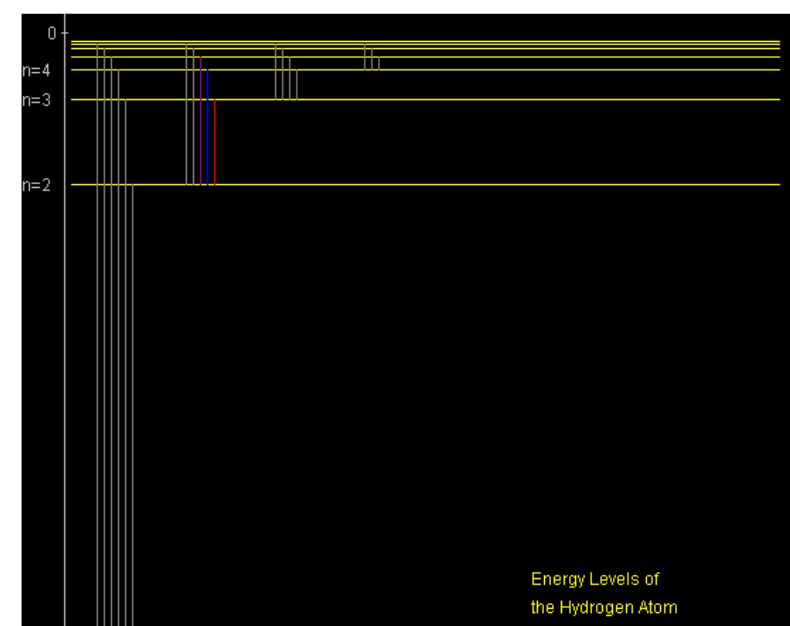 0
n=4
n=3
n=2
Energy Levels of
the Hydrogen Atom